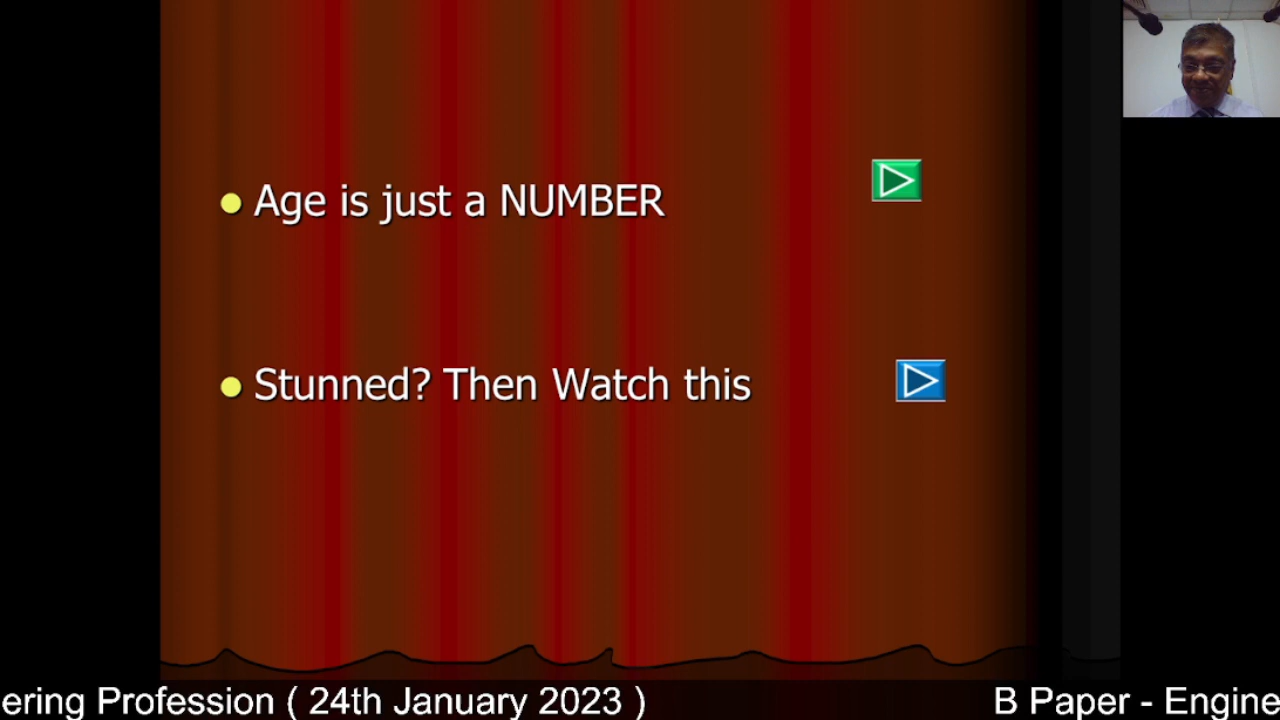 Age is just a NUMBER
Stunned? Then Watch this
ering Profession ( 24th January 2023 ) B Paper - Engine